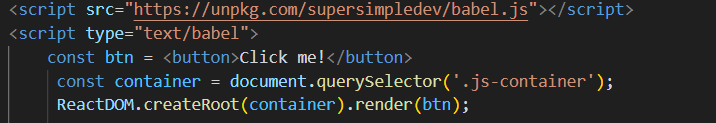 <script src="https://unpkg.com/supersimpledev/babel.js"></script>
<script type="text/babel">
const btn = <button>Click me!</button>
const container = document.querySelector('.js-container');
ReactDOM.createRoot(container).render(btn);